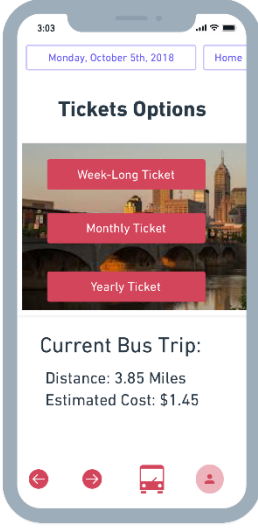 3:03
Monday, October 5th, 2018
Home
Tickets Options
Week-Long Ticket
Monthly Ticket
Yearly Ticket
Current Bus Trip:
Distance: 3.85 Miles
Estimated Cost: $1.45